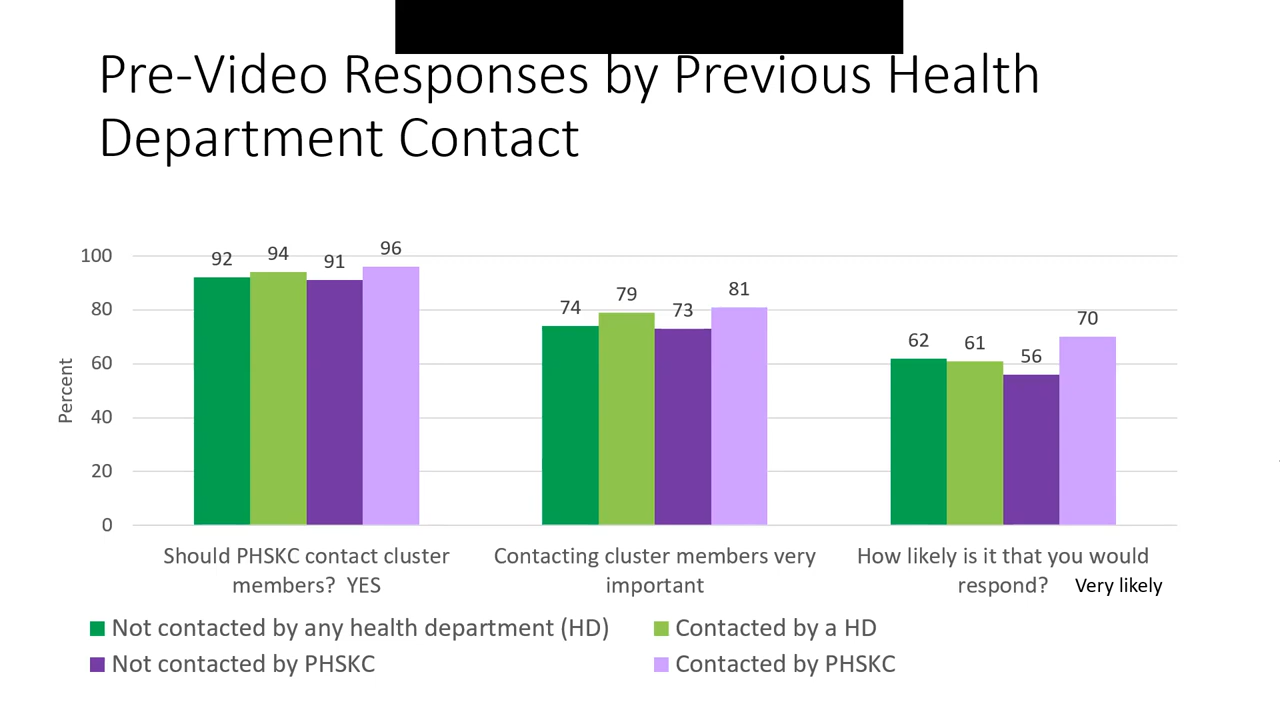 Pre-Video Responses by Previous Health
Department Contact
Percent
100
80
60
40
20
0
92
94
91
96
74
79
73
81
62
61
56
70
Should PHSKC contact cluster
members? YES
Contacting cluster members very
important
How likely is it that you would
respond? Very likely
Not contacted by any health department (HD)
Contacted by a HD
Not contacted by PHSKC
Contacted by PHSKC